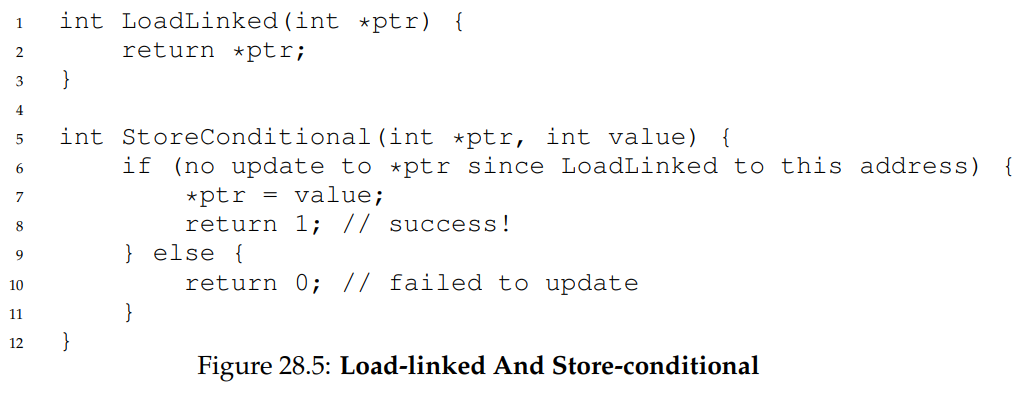 1 int LoadLinked(int *ptr) {
2     return *ptr;
3 }
4
5 int StoreConditional(int *ptr, int value) {
6     if (no update to *ptr since LoadLinked to this address) {
7         *ptr = value;
8         return 1; // success!
9     } else {
10         return 0; // failed to update
11     }
12 }
Figure 28.5: Load-linked And Store-conditional